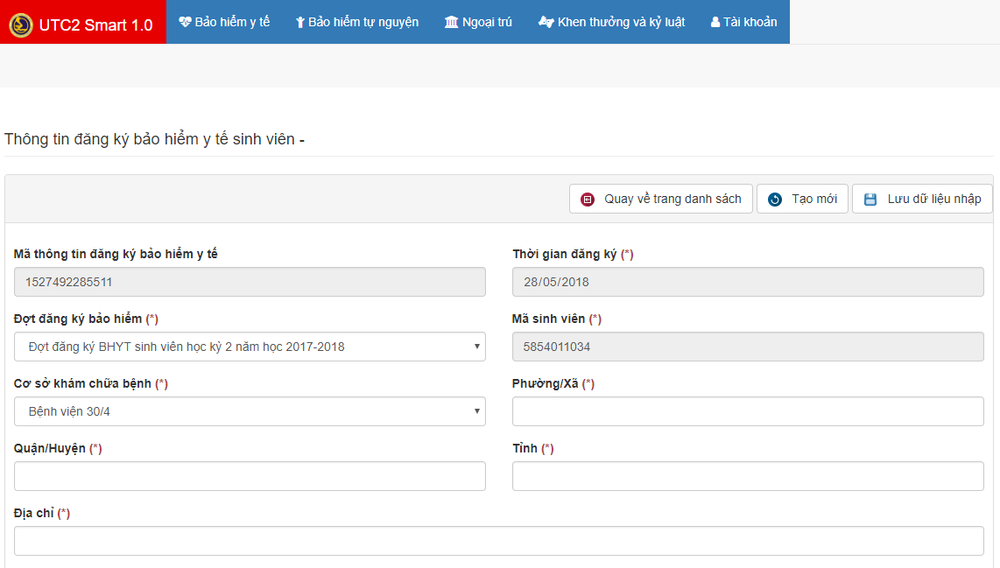 UTC2 Smart 1.0 Bảo hiểm y tế Bảo hiểm tự nguyện Ngoại trú Khen thưởng và kỷ luật Tài khoản
Thông tin đăng ký bảo hiểm y tế sinh viên -
Quay về trang danh sách Tạo mới Lưu dữ liệu nhập
Mã thông tin đăng ký bảo hiểm y tế Thời gian đăng ký (*)
1527492285511 28/05/2018
Đợt đăng ký bảo hiểm (*) Mã sinh viên (*)
Đợt đăng ký BHYT sinh viên học kỳ 2 năm học 2017-2018 5854011034
Cơ sở khám chữa bệnh (*) Phường/Xã (*)
Bệnh viện 30/4
Quận/Huyện (*) Tỉnh (*)
Địa chỉ (*)